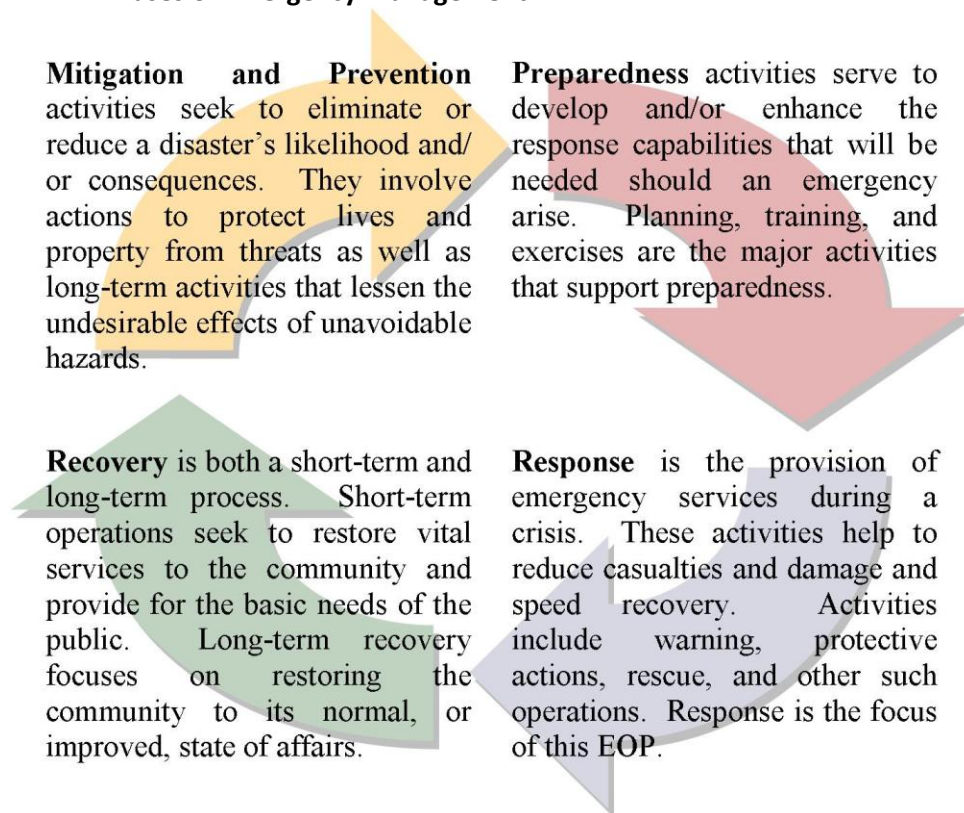 Mitigation and Prevention
activities seek to eliminate or
reduce a disaster’s likelihood and/
or consequences. They involve
actions to protect lives and
property from threats as well as
long-term activities that lessen the
undesirable effects of unavoidable
hazards.
Preparedness activities serve to
develop and/or enhance the
response capabilities that will be
needed should an emergency
arise. Planning, training, and
exercises are the major activities
that support preparedness.
Recovery is both a short-term and
long-term process. Short-term
operations seek to restore vital
services to the community and
provide for the basic needs of the
public. Long-term recovery
focuses on restoring the
community to its normal, or
improved, state of affairs.
Response is the provision of
emergency services during a
crisis. These activities help to
reduce casualties and damage and
speed recovery. Activities
include warning, protective
actions, rescue, and other such
operations. Response is the focus
of this EOP.